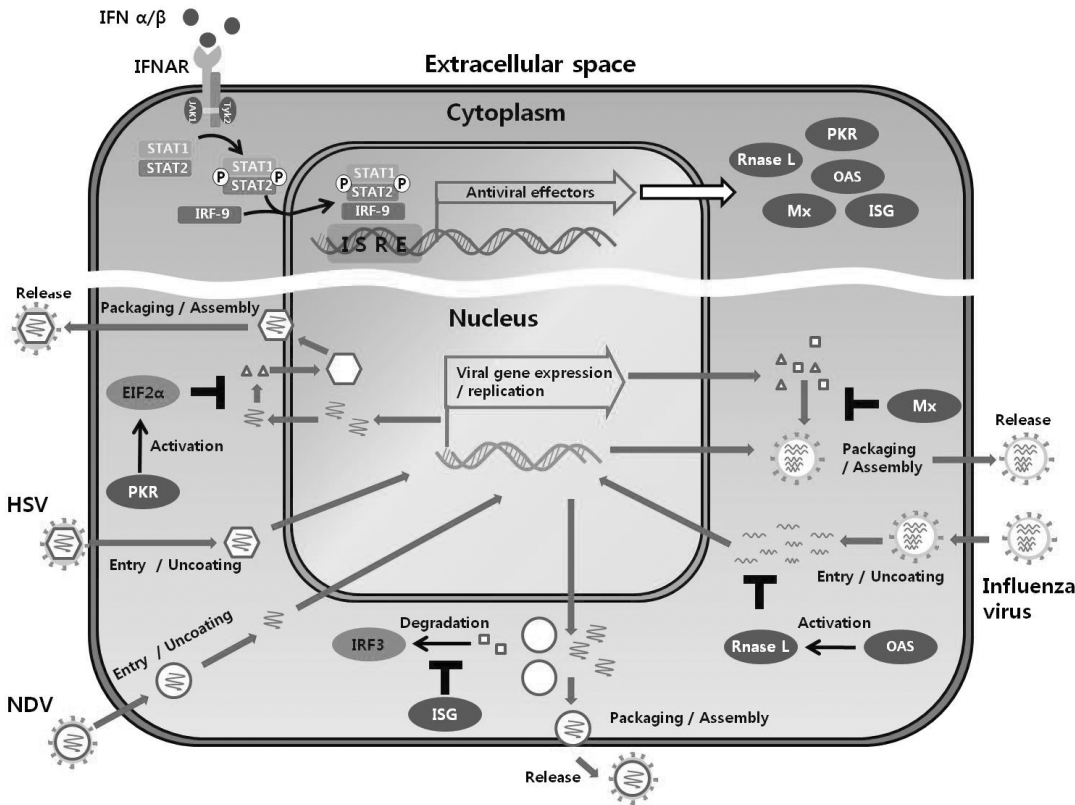 IFN α/β
IFNAR
JAK1
Tyk2
Extracellular space
Cytoplasm
STAT1
STAT2
P
STAT1
P
STAT2
IRF-9
P
STAT1
P
STAT2
IRF-9
I S R E
Antiviral effectors
PKR
Rnase L
OAS
Mx
ISG
Release
Packaging / Assembly
Nucleus
Viral gene expression
/ replication
EIF2α
Activation
PKR
Mx
Packaging
/ Assembly
Release
HSV
Entry / Uncoating
Entry / Uncoating
Influenza
virus
Entry / Uncoating
NDV
IRF3
Degradation
ISG
Rnase L
Activation
OAS
Packaging / Assembly
Release